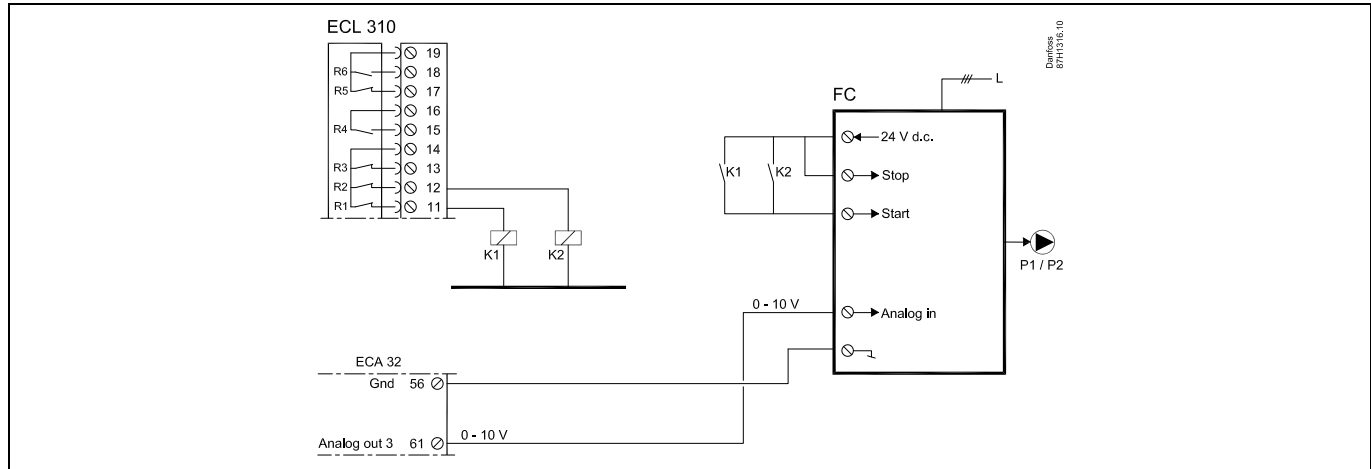 ECL 310
19
R6 18
R5 17
16
R4 15
14
R3 13
R2 12
R1 11
K1 K2
Danfoss
87H1316.10
L
FC
24 V d.c.
K1 K2
Stop
Start
P1 / P2
0 - 10 V
Analog in
ECA 32
Gnd 56
Analog out 3 61 0 - 10 V